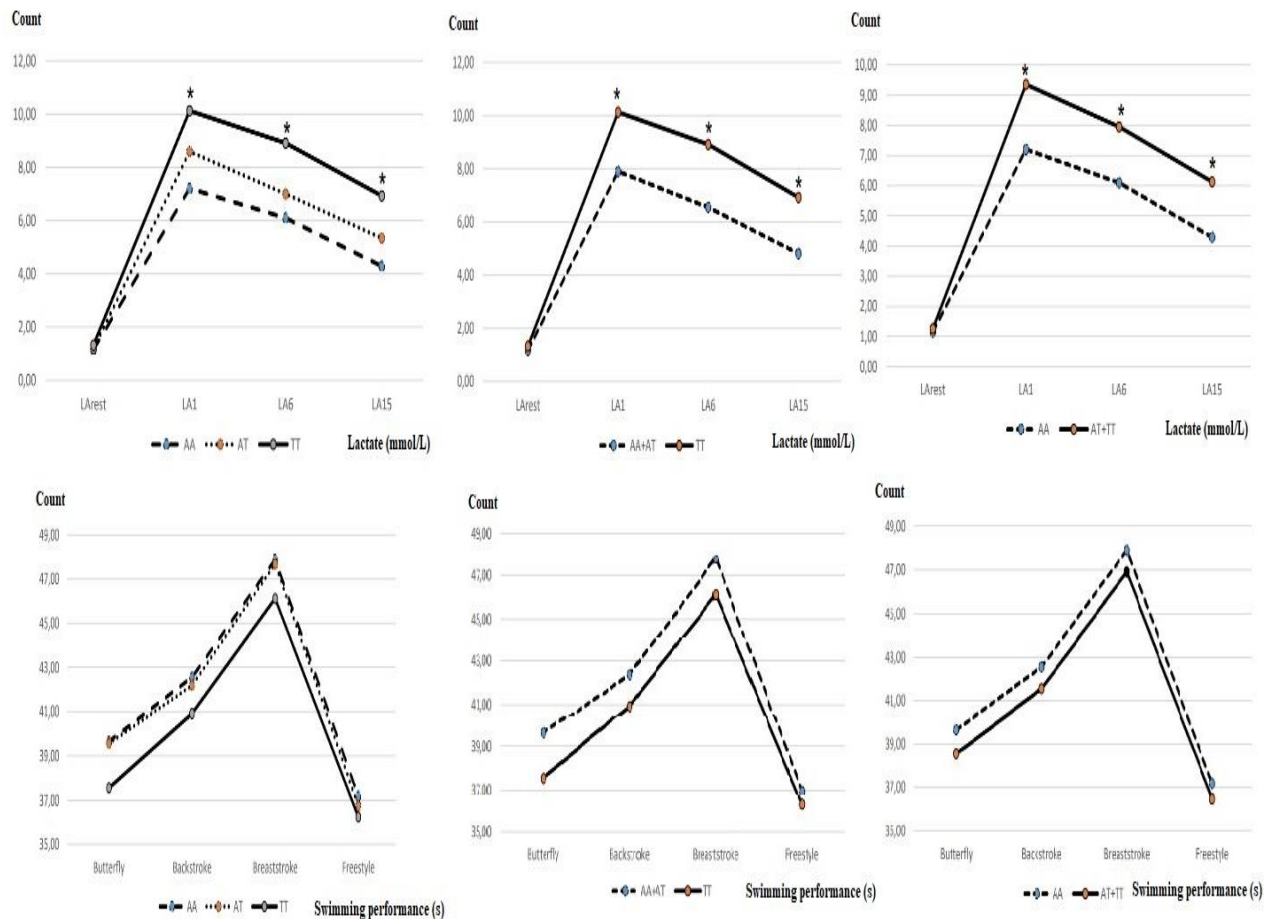 Count
12,00
10,00
8,00
6,00
4,00
2,00
0,00
*
*
*
LArest LA1 LA6 LA15
AA AT TT
Lactate (mmol/L)
Count
12,00
10,00
8,00
6,00
4,00
2,00
0,00
*
*
*
LArest LA1 LA6 LA15
AA+AT TT
Lactate (mmol/L)
Count
10,00
9,00
8,00
7,00
6,00
5,00
4,00
3,00
2,00
1,00
0,00
*
*
*
LArest LA1 LA6 LA15
AA AT+TT
Lactate (mmol/L)
Count
49,00
47,00
45,00
43,00
41,00
39,00
37,00
35,00
Butterfly Backstroke Breaststroke Freestyle
AA AT TT
Swimming performance (s)
Count
49,00
47,00
45,00
43,00
41,00
39,00
37,00
35,00
Butterfly Backstroke Breaststroke Freestyle
AA+AT TT
Swimming performance (s)
Count
49,00
47,00
45,00
43,00
41,00
39,00
37,00
35,00
Butterfly Backstroke Breaststroke Freestyle
AA AT+TT
Swimming performance (s)